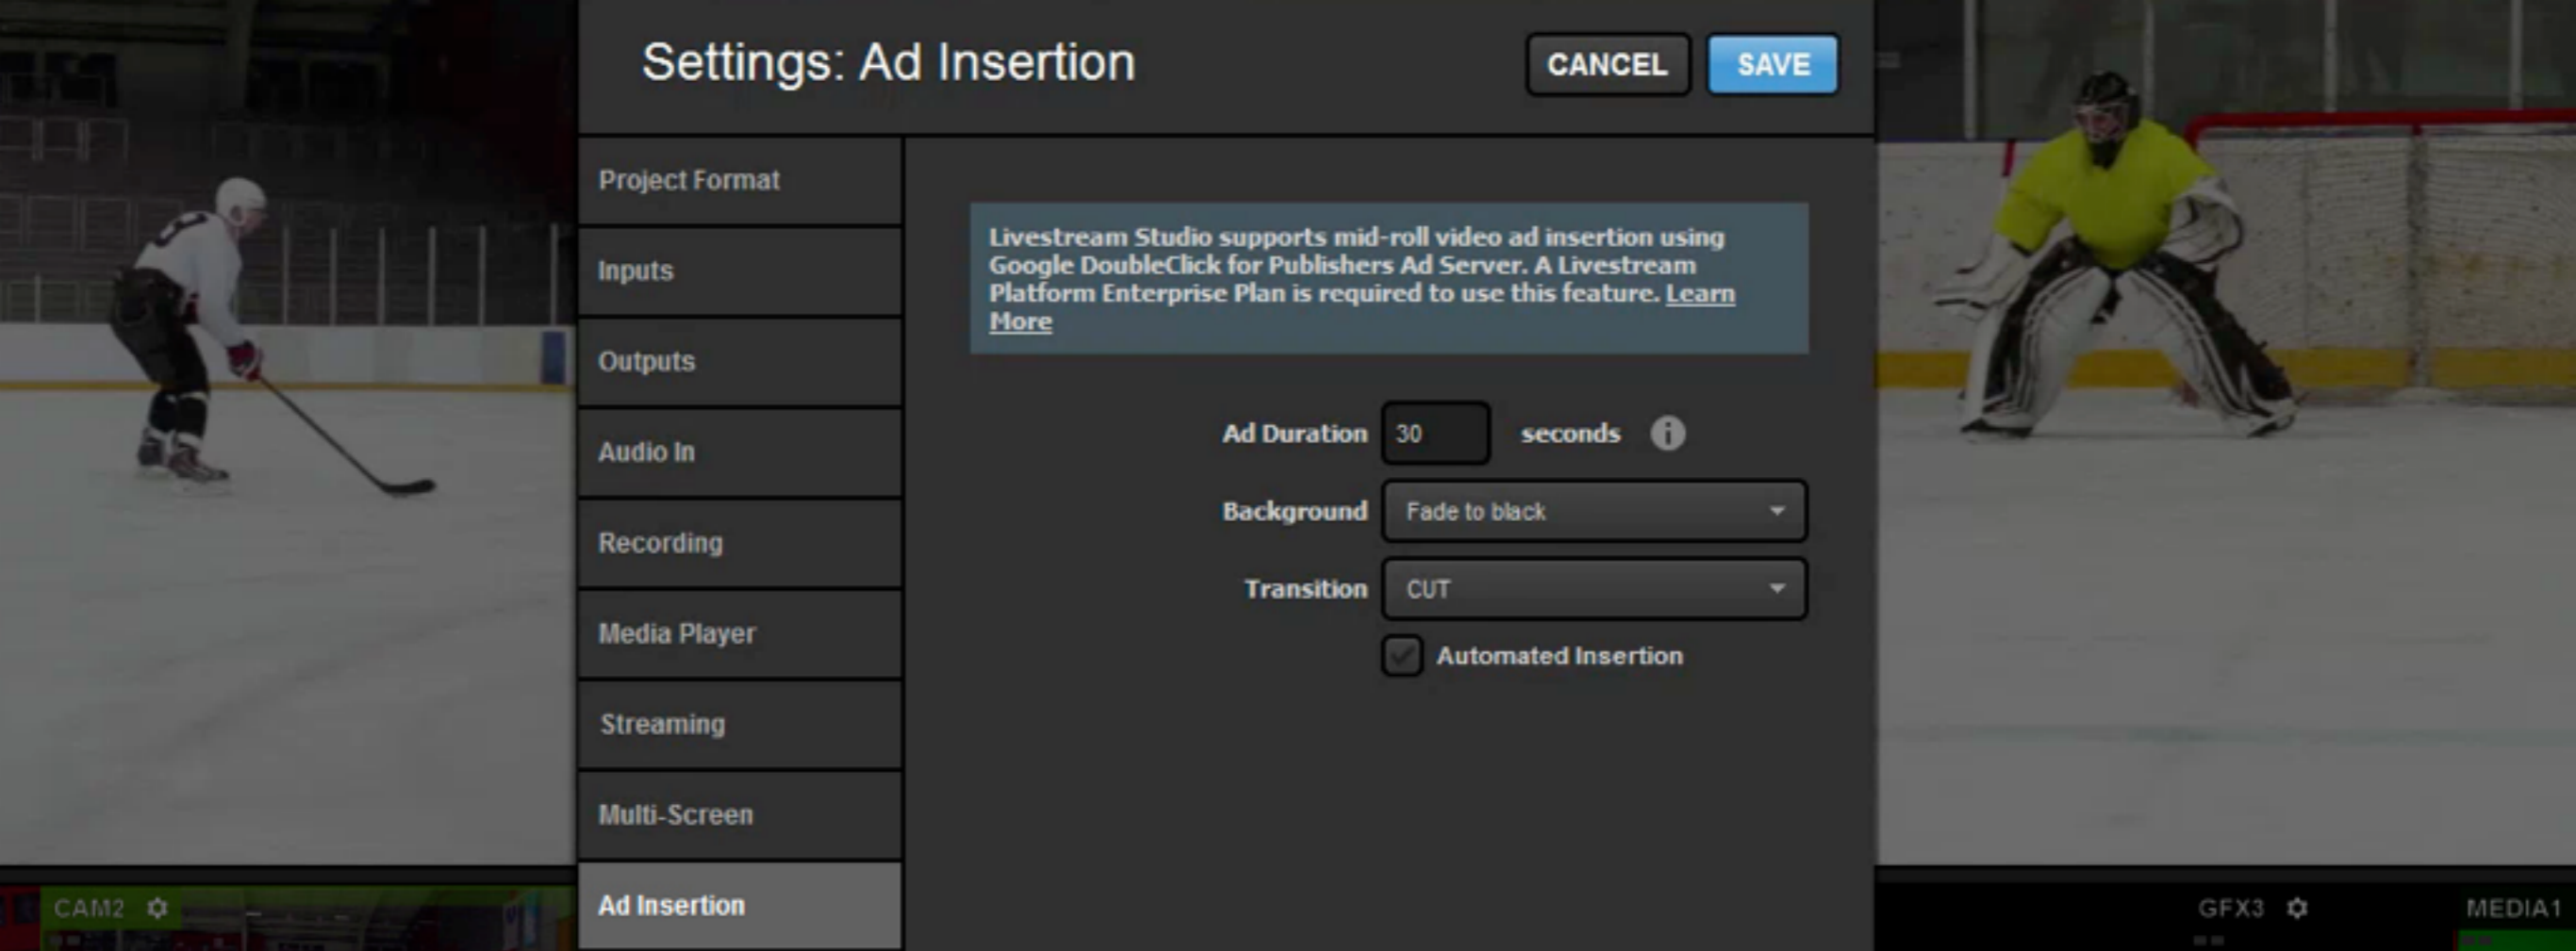 Settings: Ad Insertion
CANCEL
SAVE
Project Format
Inputs
Outputs
Audio In
Recording
Media Player
Streaming
Multi-Screen
Ad Insertion
Livestream Studio supports mid-roll video ad insertion using
Google DoubleClick for Publishers Ad Server. A Livestream
Platform Enterprise Plan is required to use this feature. Learn
More
Ad Duration 30 seconds
Background Fade to black
Transition CUT
Automated Insertion
CAM2
GFX3
MEDIA1